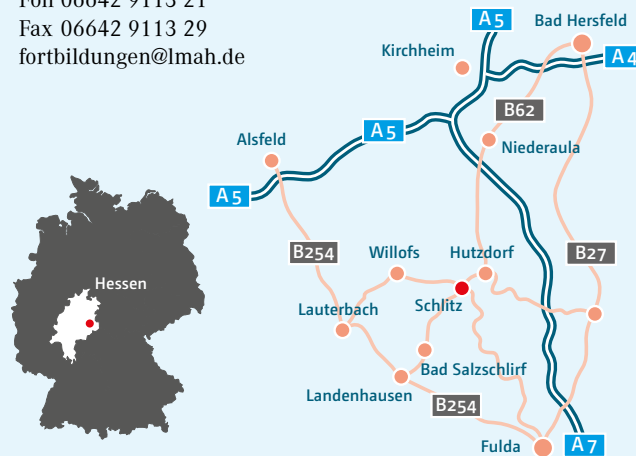 Fon 06642 9113 21
Fax 06642 9113 29
fortbildungen@lmah.de
A5
Bad Hersfeld
Kirchheim
A4
B62
A5
Alsfeld
Niederaula
A5
B254
Willofs
Hutzdorf
B27
Hessen
Lauterbach
Schlitz
Bad Salzschlirf
Landenhausen
B254
Fulda
A7